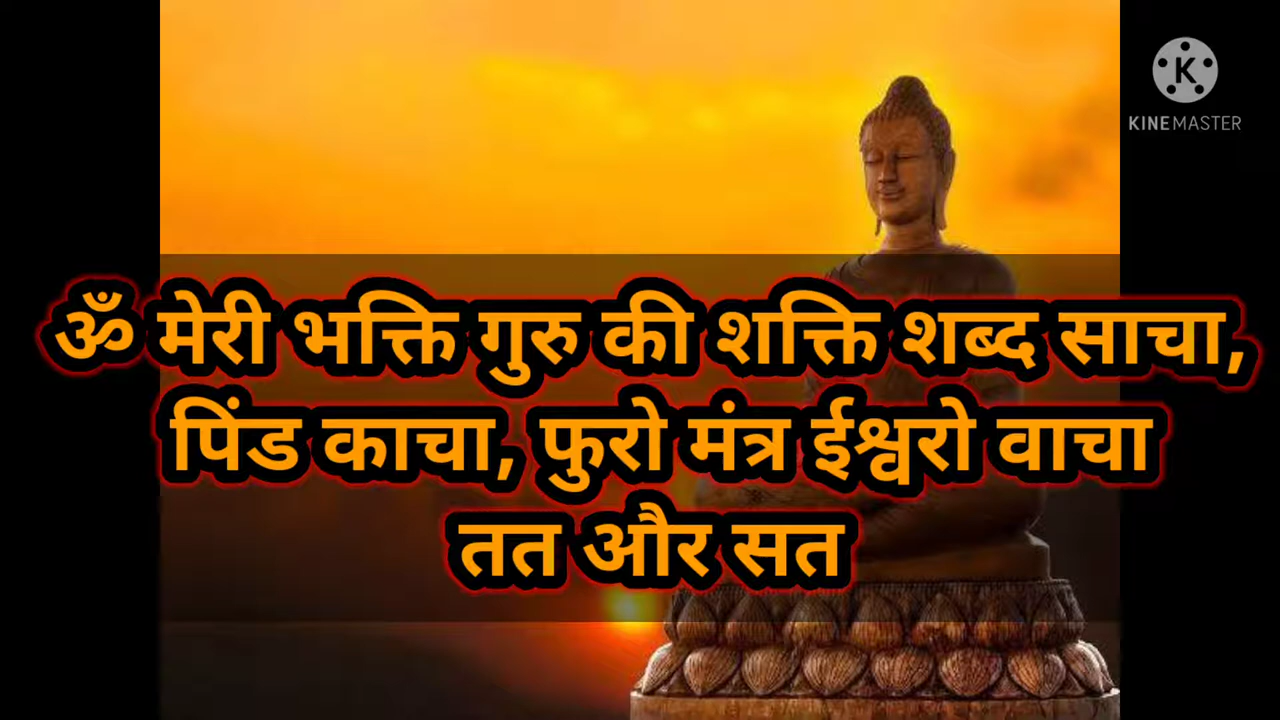 KINEMASTER
ॐ मेरी भक्ति गुरु की शक्ति शब्द साचा,
पिंड काचा, फुरो मंत्र ईश्वरो वाचा
तत और सत